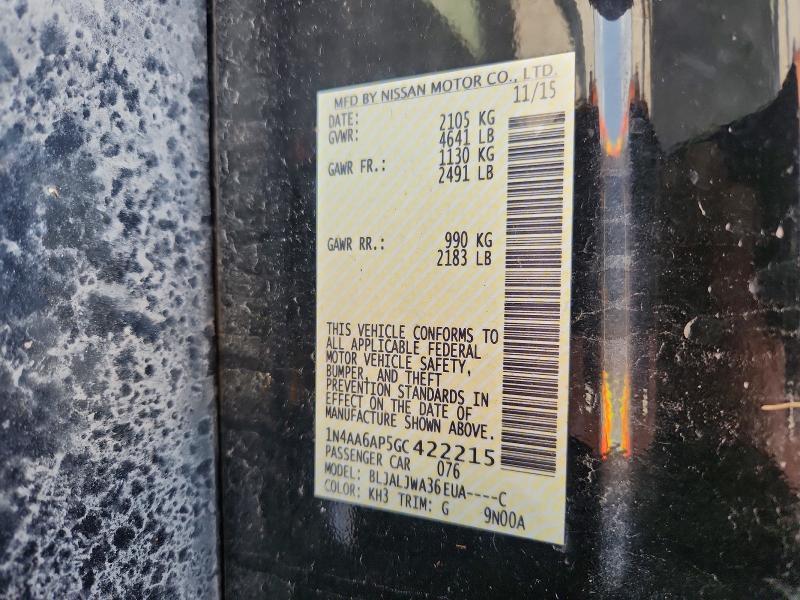 MFD BY NISSAN MOTOR CO., LTD.
DATE: 11/15
GVWR: 2105 KG
4641 LB
GAWR FR.: 1130 KG
2491 LB
GAWR RR.: 990 KG
2183 LB
THIS VEHICLE CONFORMS TO
ALL APPLICABLE FEDERAL
MOTOR VEHICLE SAFETY,
BUMPER, AND THEFT
PREVENTION STANDARDS IN
EFFECT ON THE DATE OF
MANUFACTURE SHOWN ABOVE.
1N4AA6AP5GC422215
PASSENGER CAR 076
MODEL: BLJALJWA36EUA----C
COLOR: KH3 TRIM: G 9N00A